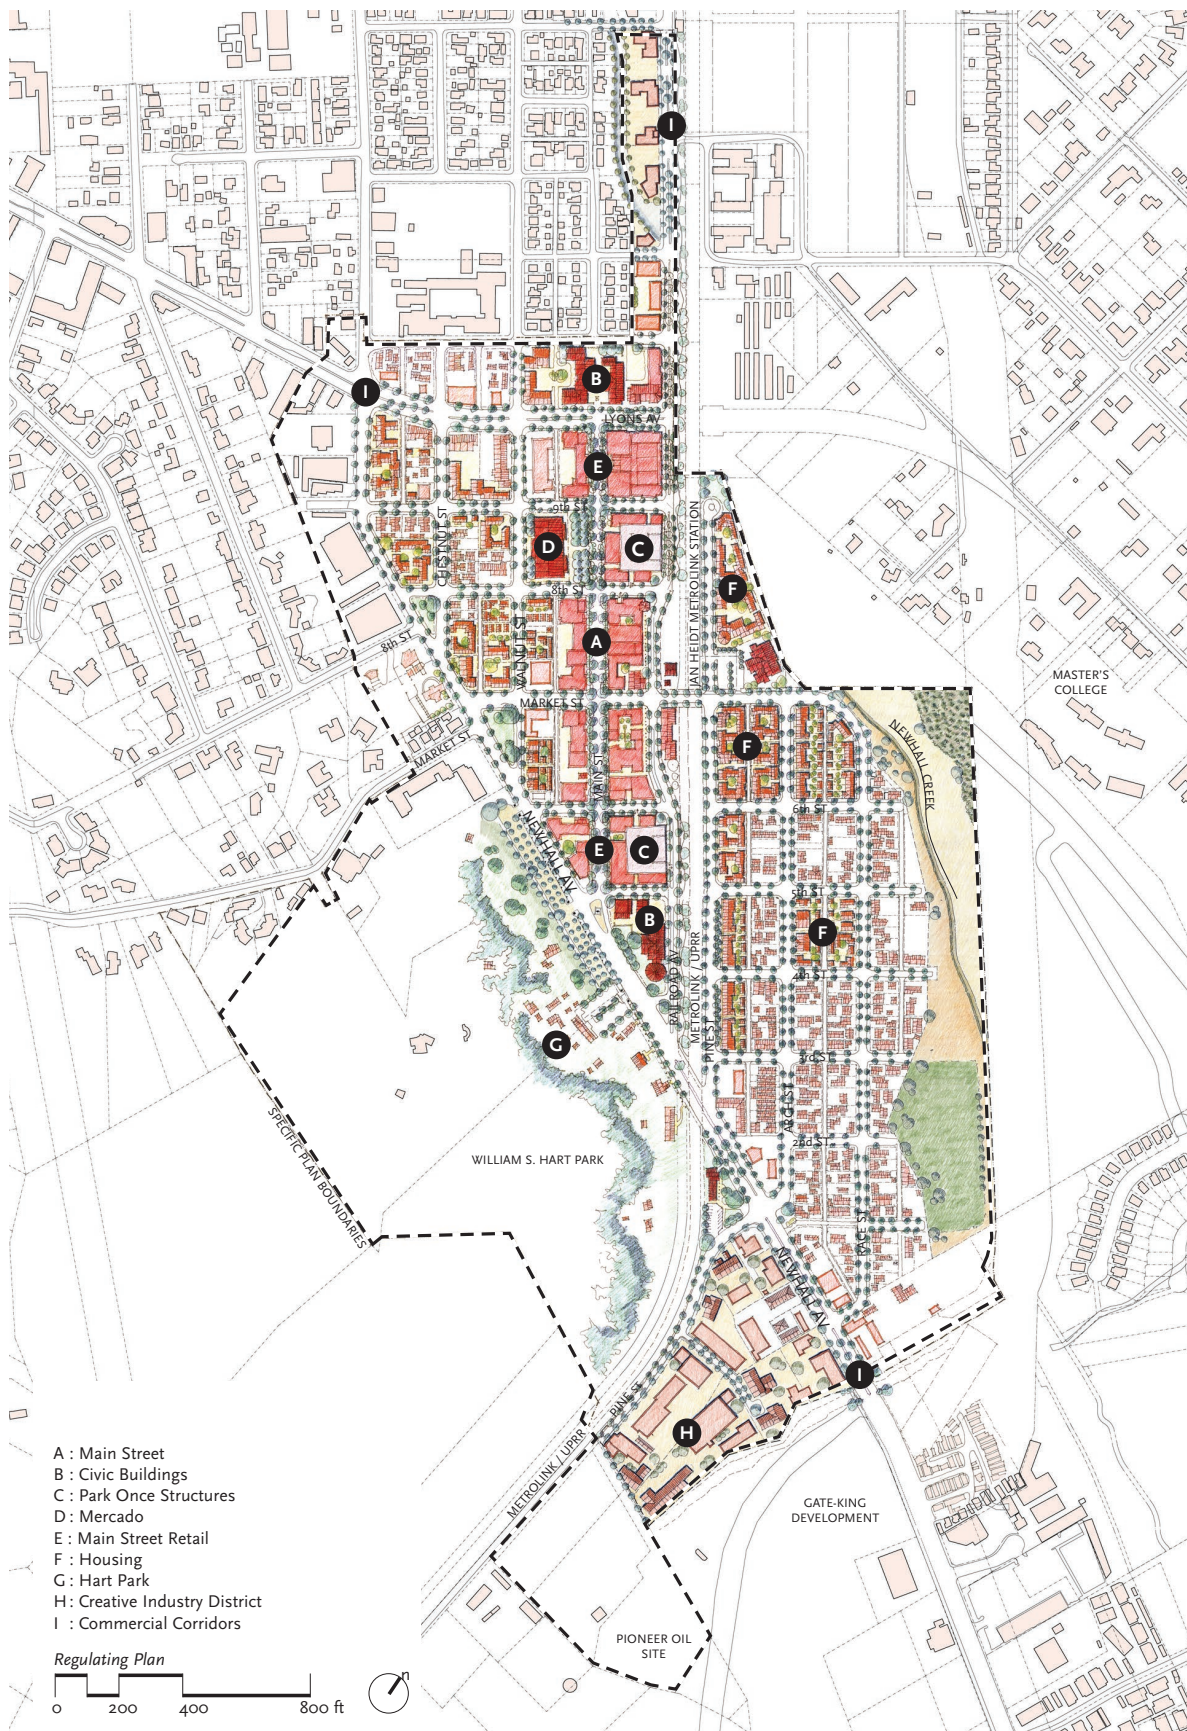 I
I
B
LYONS AV
E
9th ST
CHESTNUT ST
D
C
JAN HEIDT METROLINK STATION
8th ST
F
WALNUT ST
A
8th ST
MASTER'S
COLLEGE
MARKET ST
MARKET ST
NEWHALL CREEK
F
MAIN ST
6th ST
NEWHALL AV
E
C
5th ST
B
F
RAILROAD AV
METROLINK / UPRR
4th ST
G
PINE ST
3rd ST
ARCH ST
2nd ST
SPECIFIC PLAN BOUNDARIES
WILLIAM S. HART PARK
RACE ST
NEWHALL AV
I
PINE ST
H
METROLINK / UPRR
GATE-KING
DEVELOPMENT
PIONEER OIL
SITE
A : Main Street
B : Civic Buildings
C : Park Once Structures
D : Mercado
E : Main Street Retail
F : Housing
G : Hart Park
H : Creative Industry District
I : Commercial Corridors
Regulating Plan
0 200 400 800 ft
n